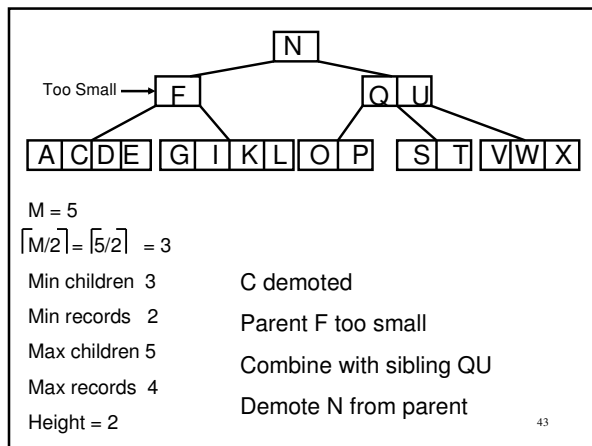 N
Too Small
F
Q U
A C D E G I K L O P S T V W X
M = 5
⌈M/2⌉ = ⌈5/2⌉ = 3
Min children 3
Min records 2
Max children 5
Max records 4
Height = 2
C demoted
Parent F too small
Combine with sibling QU
Demote N from parent
43